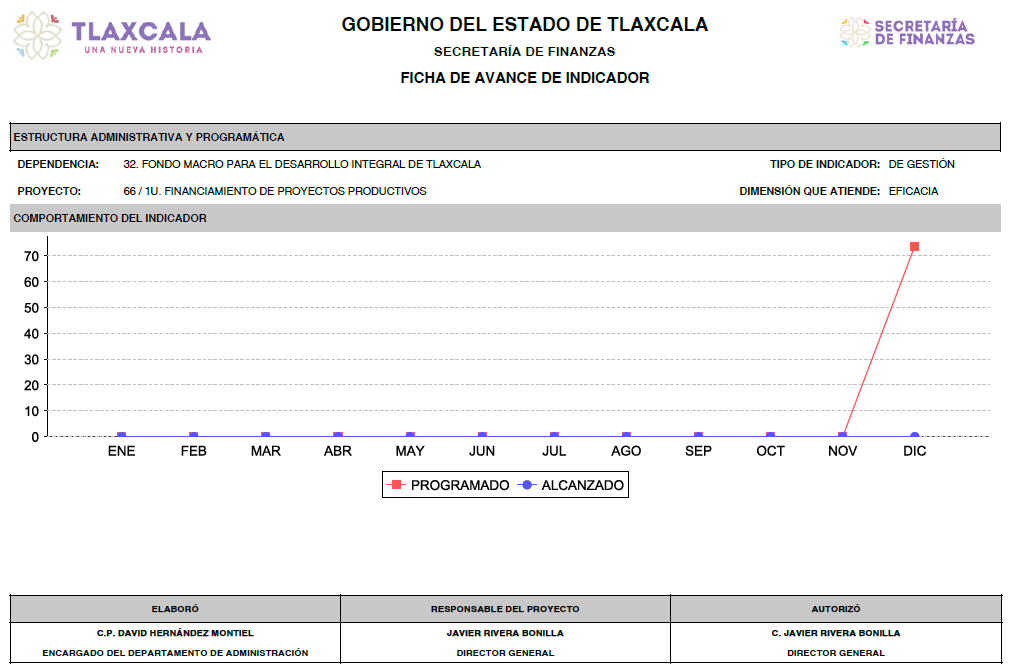 TLAXCALA
UNA NUEVA HISTORIA
GOBIERNO DEL ESTADO DE TLAXCALA
SECRETARÍA DE FINANZAS
FICHA DE AVANCE DE INDICADOR
SECRETARÍA
DE FINANZAS
ESTRUCTURA ADMINISTRATIVA Y PROGRAMÁTICA
DEPENDENCIA: 32. FONDO MACRO PARA EL DESARROLLO INTEGRAL DE TLAXCALA TIPO DE INDICADOR: DE GESTIÓN
PROYECTO: 66 / 1U. FINANCIAMIENTO DE PROYECTOS PRODUCTIVOS DIMENSIÓN QUE ATIENDE: EFICACIA
COMPORTAMIENTO DEL INDICADOR
70
60
50
40
30
20
10
0
ENE FEB MAR ABR MAY JUN JUL AGO SEP OCT NOV DIC
PROGRAMADO ALCANZADO
ELABORÓ RESPONSABLE DEL PROYECTO AUTORIZÓ
C.P. DAVID HERNÁNDEZ MONTIEL JAVIER RIVERA BONILLA C. JAVIER RIVERA BONILLA
ENCARGADO DEL DEPARTAMENTO DE ADMINISTRACIÓN DIRECTOR GENERAL DIRECTOR GENERAL